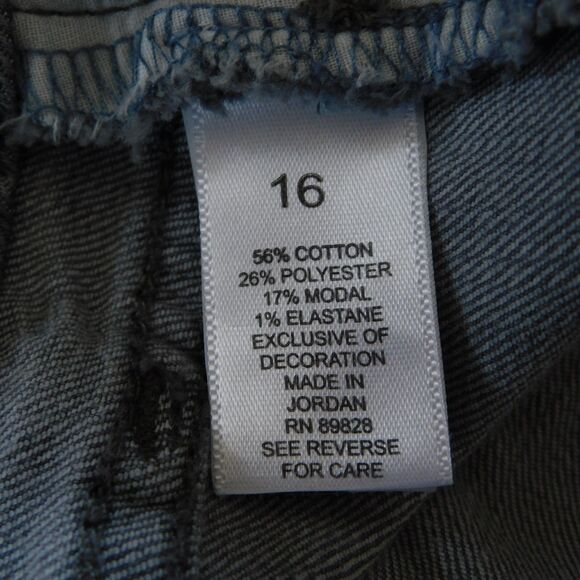 16
56% COTTON
26% POLYESTER
17% MODAL
1% ELASTANE
EXCLUSIVE OF
DECORATION
MADE IN
JORDAN
RN 89828
SEE REVERSE
FOR CARE